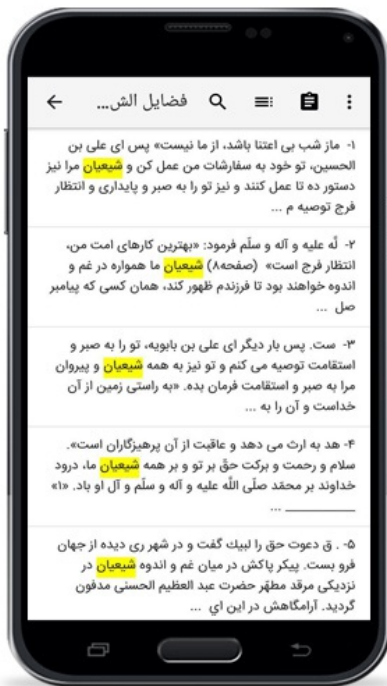 فضایل الش...
۱- ماز شب بی اعتنا باشد، از ما نیست» پس ای علی بن
الحسین، تو خود به سفارشات من عمل کن و شیعیان مرا نیز
دستور ده تا عمل کنند و نیز تو را به صبر و پایداری و انتظار
فرج توصیه م ...
۲- لّه علیه و آله و سلّم فرمود: «بهترین کارهای امت من،
انتظار فرج است» (صفحه۸) شیعیان ما همواره در غم و
اندوه خواهند بود تا فرزندم ظهور کند، همان کسی که پیامبر
صل ...
۳- ست. پس بار دیگر ای علی بن بابویه، تو را به صبر و
استقامت توصیه می کنم و تو نیز به همه شیعیان و پیروان
مرا به صبر و استقامت فرمان بده. «به راستی زمین از آن
خداست و آن را به ...
۴- هد به ارث می دهد و عاقبت از آن پرهیزگاران است».
سلام و رحمت و برکت حقّ بر تو و بر همه شیعیان ما، درود
خداوند بر محمّد صلّی اللّه علیه و آله و سلّم و آل او باد. «۱»
__________ ...
۵- . ق دعوت حق را لبیك گفت و در شهر ری دیده از جهان
فرو بست. پیکر پاکش در میان غم و اندوه شیعیان در
نزدیکی مرقد مطهّر حضرت عبد العظیم الحسنی مدفون
گردید. آرامگاهش در این اي ...